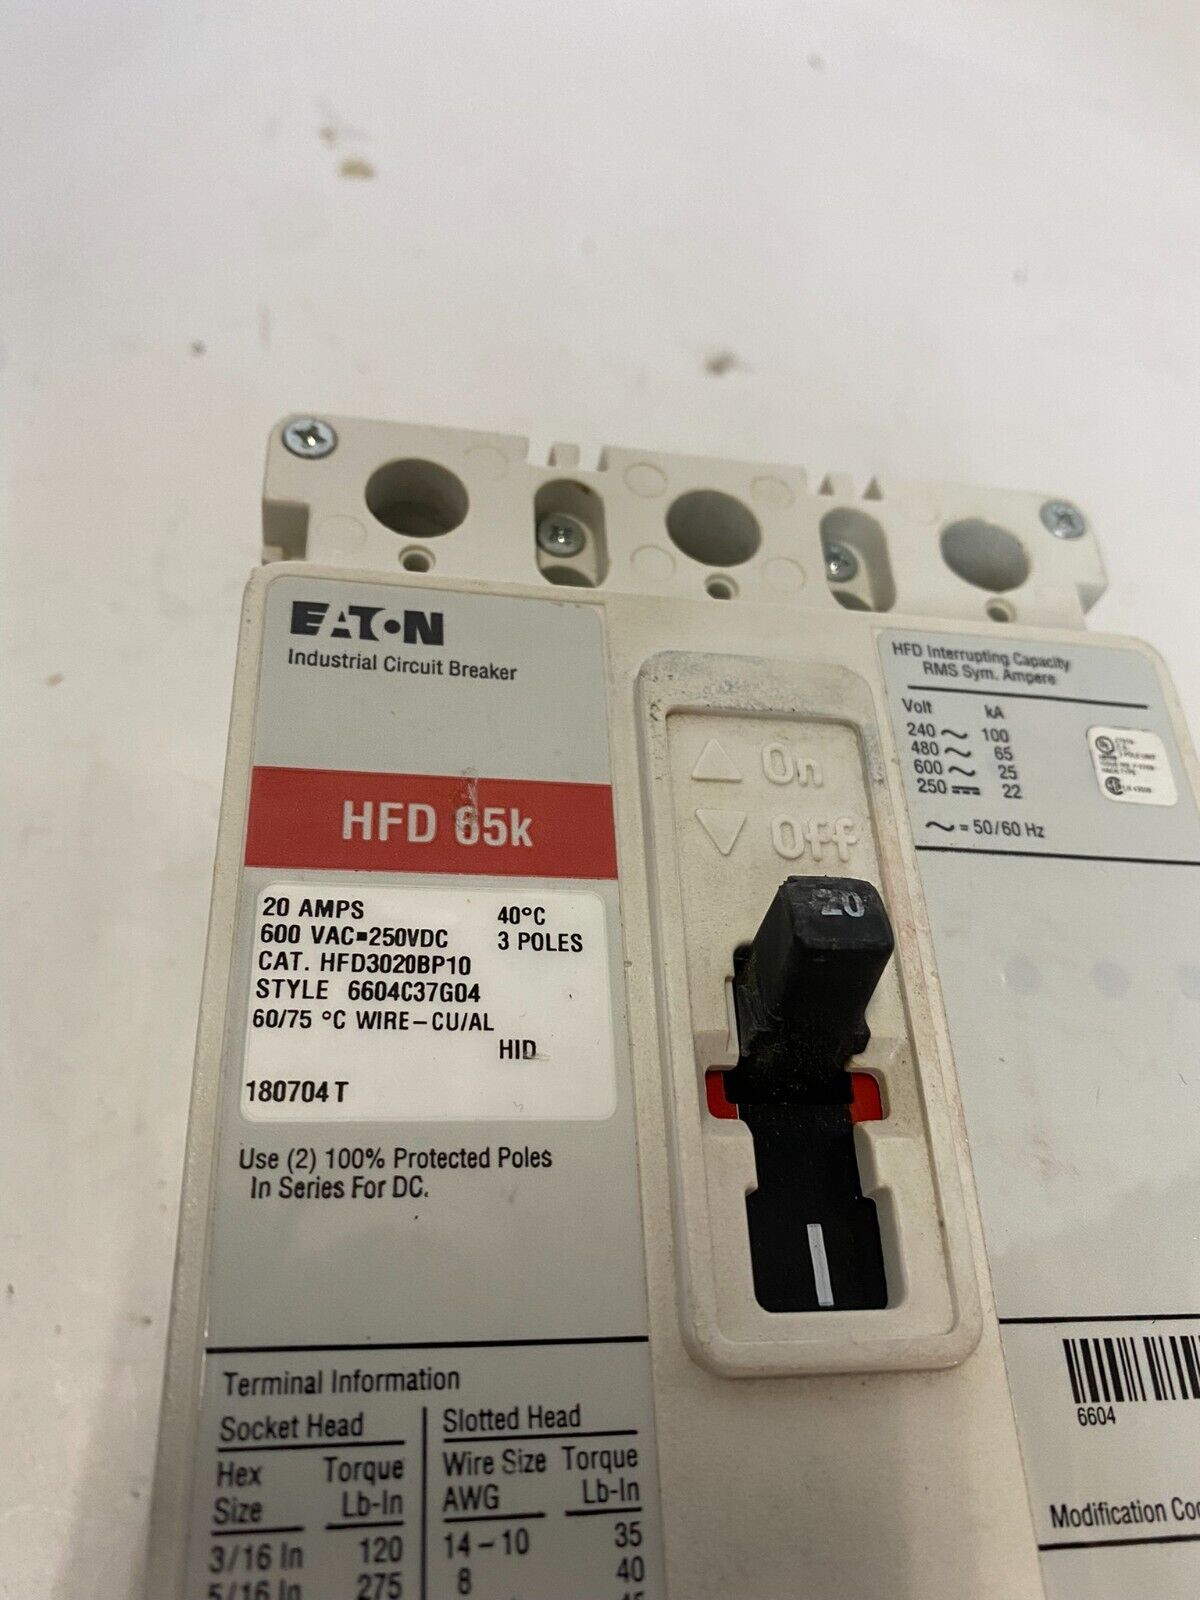 EATON
Industrial Circuit Breaker
HFD 65k
20 AMPS 40°C
600 VAC=250VDC 3 POLES
CAT. HFD3020BP10
STYLE 6604C37G04
60/75 °C WIRE-CU/AL
HID
180704 T
Use (2) 100% Protected Poles
In Series For DC.
Terminal Information
Socket Head
Hex Torque
Size Lb-In
3/16 In 120
5/16 In 275
Slotted Head
Wire Size Torque
AWG Lb-In
14-10 35
8 40
On
Off
20
HFD Interrupting Capacity
RMS Sym. Ampere
Volt kA
240 ~ 100
480 ~ 65
600 ~ 25
250 ⎓ 22
~ = 50/60 Hz
6604
Modification